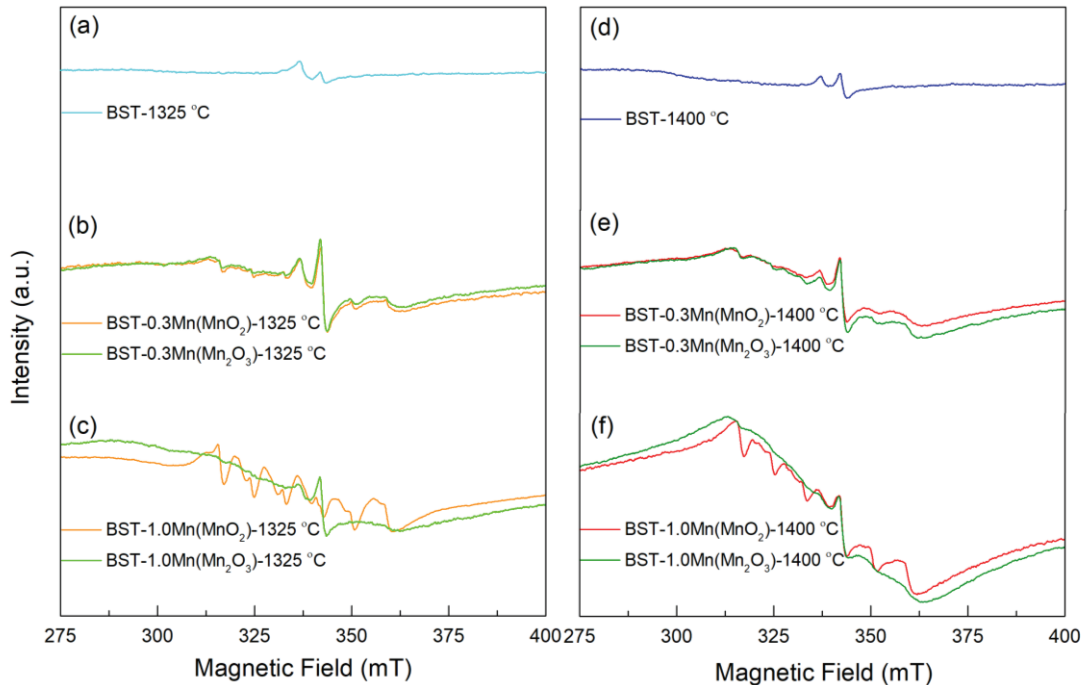 (a)
BST-1325 °C
(b)
BST-0.3Mn(MnO₂)-1325 °C
BST-0.3Mn(Mn₂O₃)-1325 °C
(c)
BST-1.0Mn(MnO₂)-1325 °C
BST-1.0Mn(Mn₂O₃)-1325 °C
275 300 325 350 375 400
Magnetic Field (mT)
Intensity (a.u.)
(d)
BST-1400 °C
(e)
BST-0.3Mn(MnO₂)-1400 °C
BST-0.3Mn(Mn₂O₃)-1400 °C
(f)
BST-1.0Mn(MnO₂)-1400 °C
BST-1.0Mn(Mn₂O₃)-1400 °C
275 300 325 350 375 400
Magnetic Field (mT)